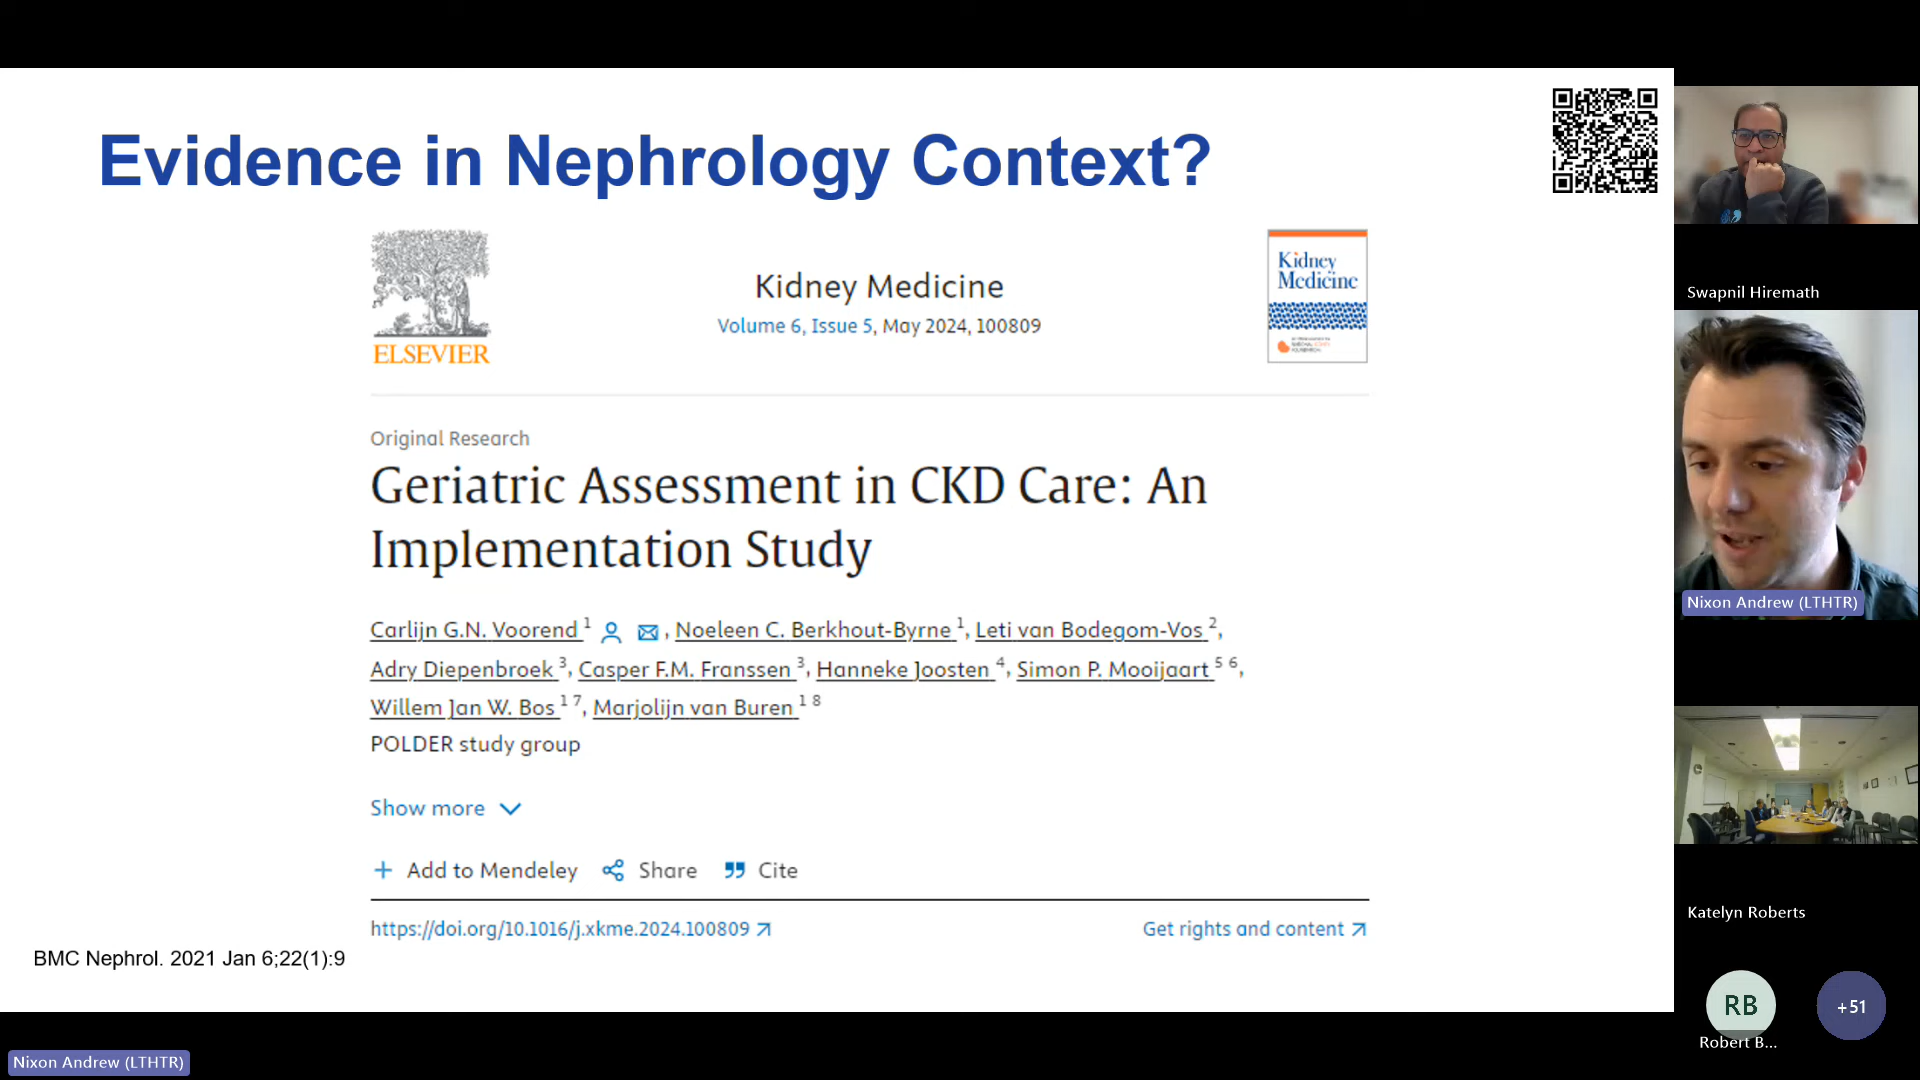 Evidence in Nephrology Context?
ELSEVIER
Kidney Medicine
Volume 6, Issue 5, May 2024, 100809
Kidney
Medicine
Original Research
Geriatric Assessment in CKD Care: An
Implementation Study
Carlijn G.N. Voorend 1 , Noeleen C. Berkhout-Byrne 1, Leti van Bodegom-Vos 2,
Adry Diepenbroek 3, Casper F.M. Franssen 3, Hanneke Joosten 4, Simon P. Mooijaart 5 6,
Willem Jan W. Bos 1 7, Marjolijn van Buren 1 8
POLDER study group
Show more
Add to Mendeley Share Cite
https://doi.org/10.1016/j.xkme.2024.100809
Get rights and content
BMC Nephrol. 2021 Jan 6;22(1):9
Swapnil Hiremath
Nixon Andrew (LTHTR)
Katelyn Roberts
RB
+51
Robert B...
Nixon Andrew (LTHTR)